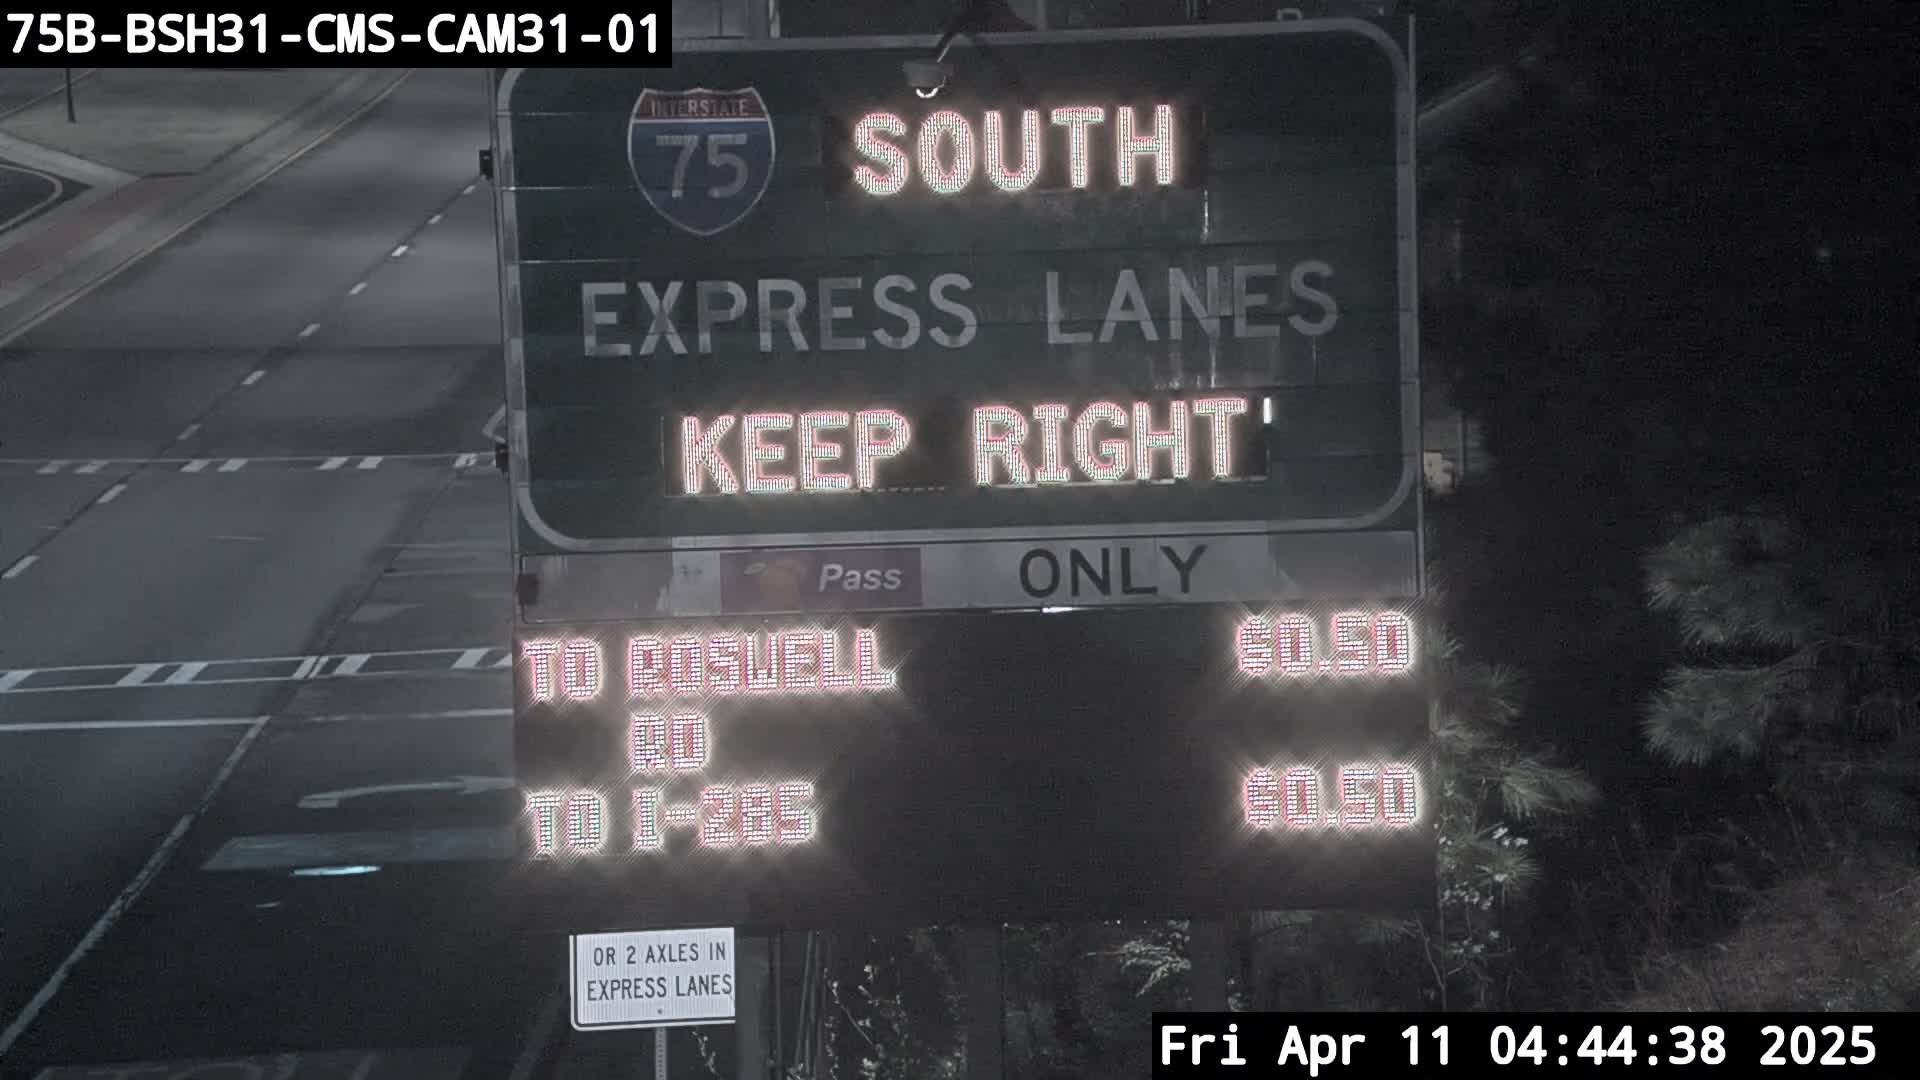 75B-BSH31-CMS-CAM31-01
INTERSTATE
75
SOUTH
EXPRESS LANES
KEEP RIGHT
Pass ONLY
TO ROSWELL $0.50
RD
TO I-285 $0.50
OR 2 AXLES IN
EXPRESS LANES
Fri Apr 11 04:44:38 2025